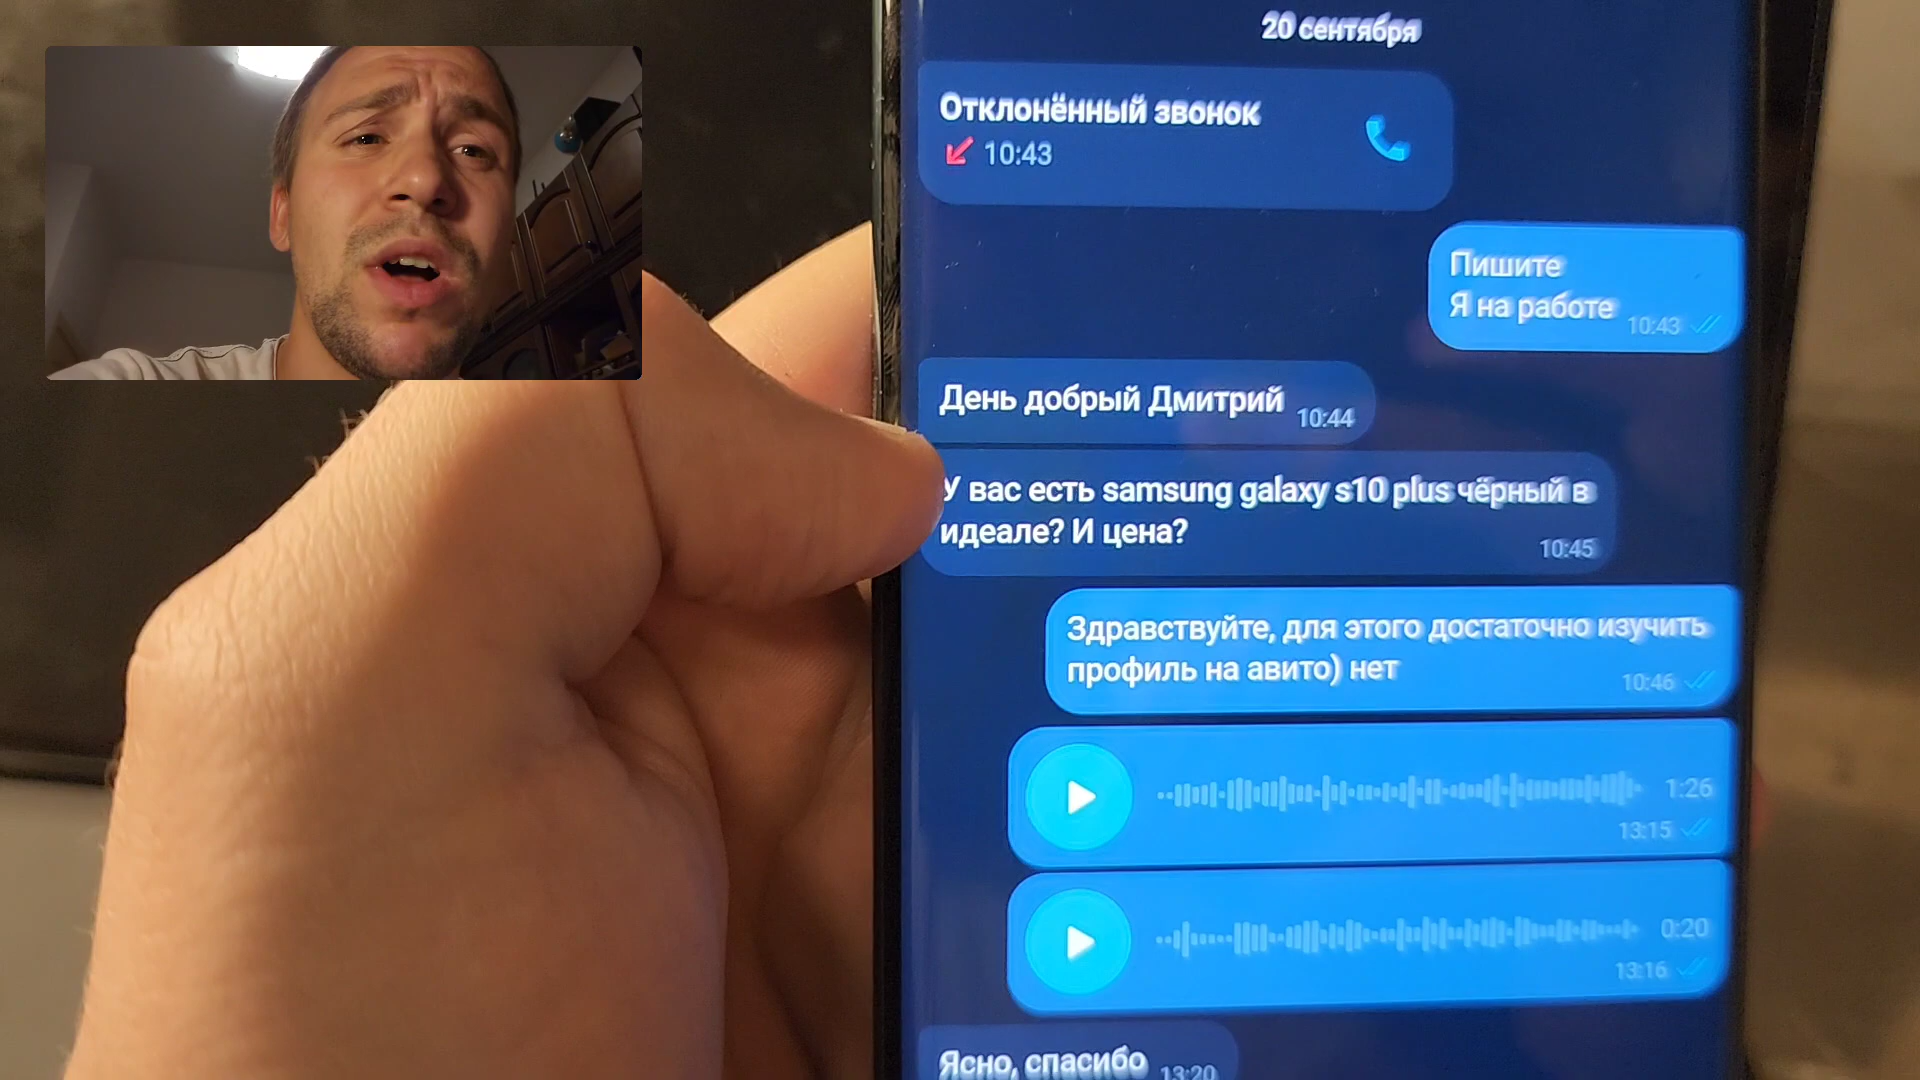 20 сентября
Отклонённый звонок
10:43
Пишите
Я на работе 10:43
День добрый Дмитрий 10:44
У вас есть samsung galaxy s10 plus чёрный в
идеале? И цена?
10:45
Здравствуйте, для этого достаточно изучить
профиль на авито) нет
10:46
1:26
13:15
0:20
13:16
Ясно, спасибо 13:20